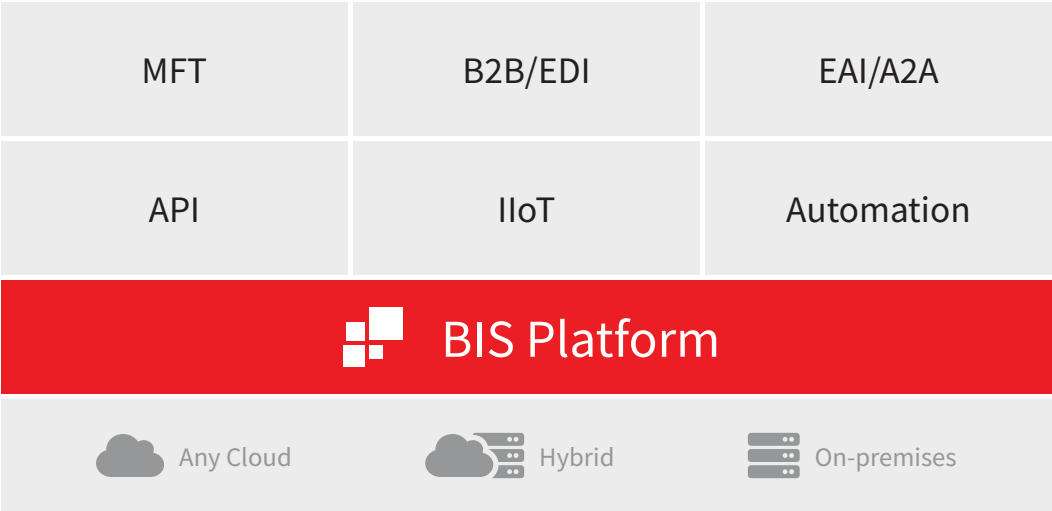 MFT
B2B/EDI
EAI/A2A
API
IIoT
Automation
BIS Platform
Any Cloud
Hybrid
On-premises